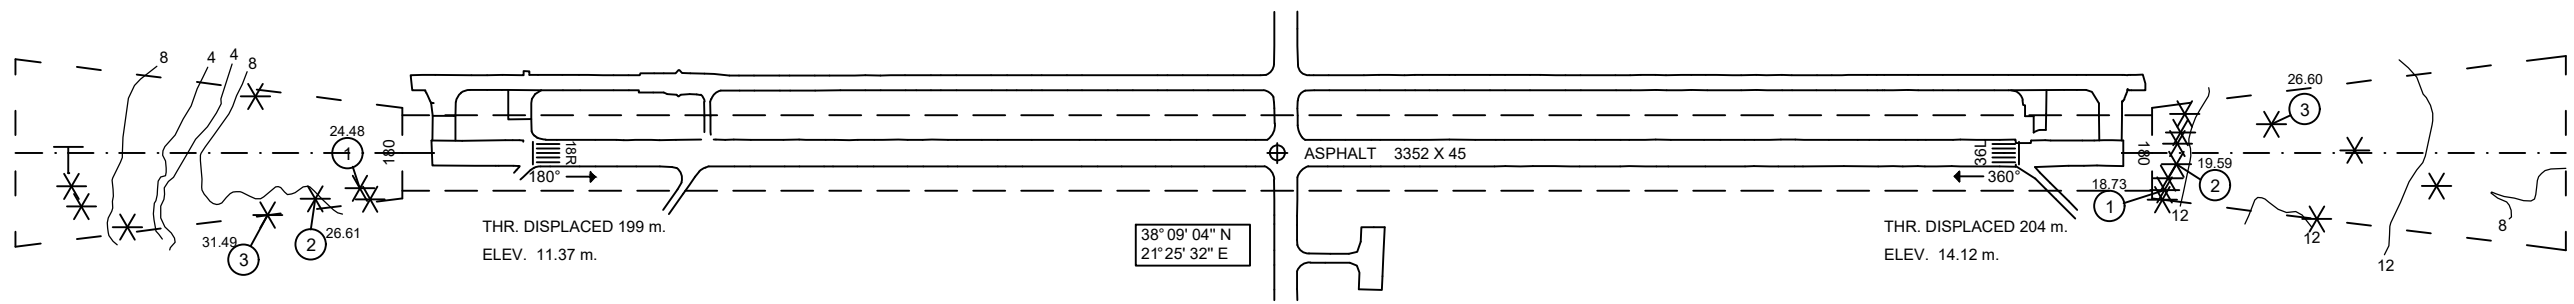 8
4
4
8
24.48
1
180
18R
180°
THR. DISPLACED 199 m.
ELEV. 11.37 m.
31.49
3
2
26.61
38° 09' 04" N
21° 25' 32" E
ASPHALT 3352 X 45
36L
360°
THR. DISPLACED 204 m.
ELEV. 14.12 m.
180
18.73
1
19.59
2
12
26.60
3
12
12
8